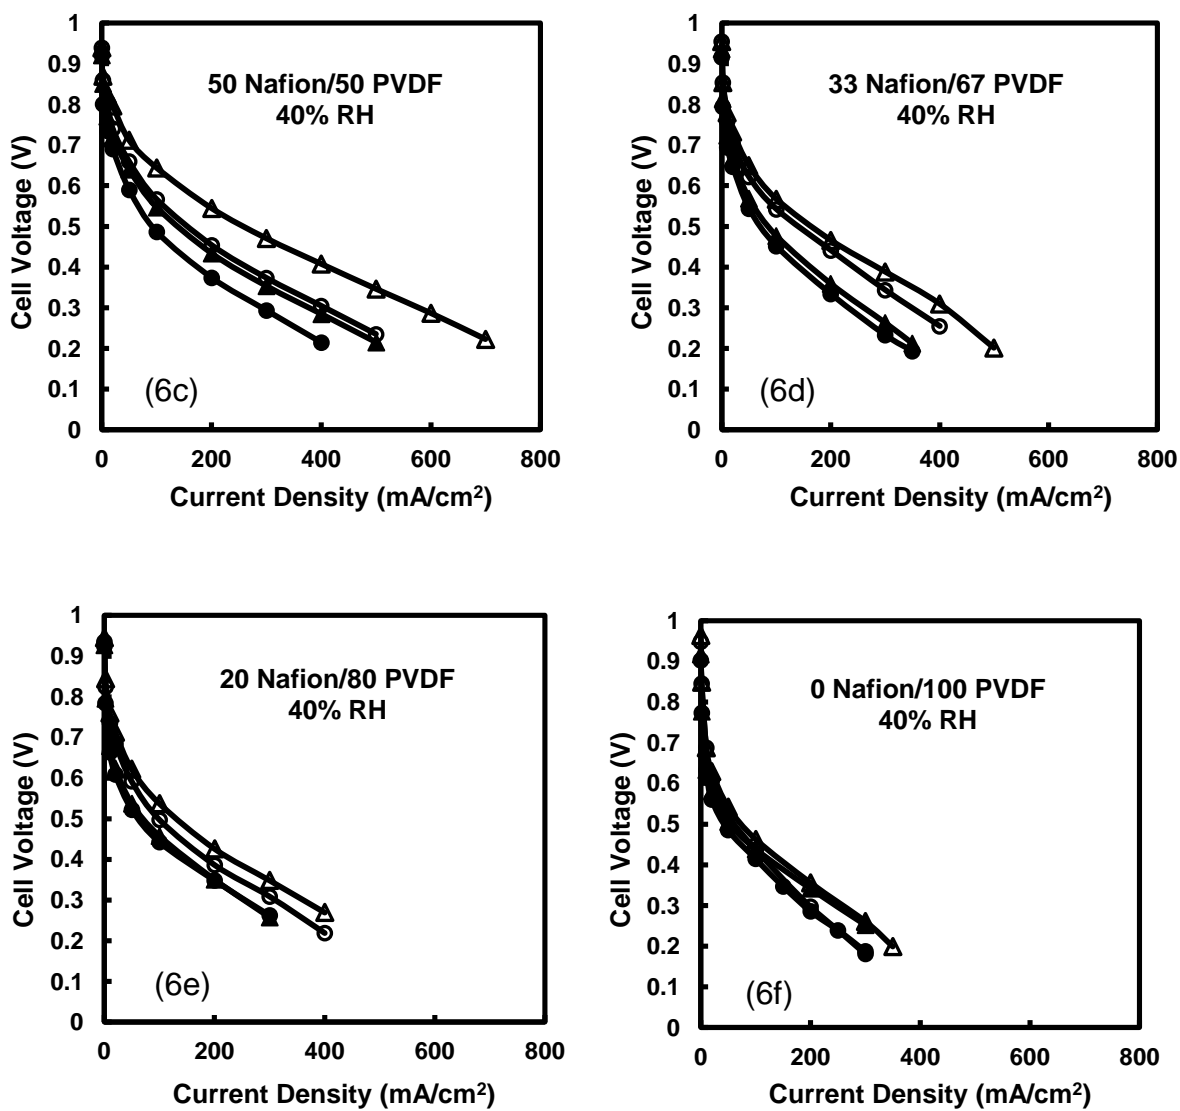 50 Nafion/50 PVDF
40% RH
Cell Voltage (V)
1
0.9
0.8
0.7
0.6
0.5
0.4
0.3
0.2
0.1
0
(6c)
0 200 400 600 800
Current Density (mA/cm²)
33 Nafion/67 PVDF
40% RH
Cell Voltage (V)
1
0.9
0.8
0.7
0.6
0.5
0.4
0.3
0.2
0.1
0
(6d)
0 200 400 600 800
Current Density (mA/cm²)
20 Nafion/80 PVDF
40% RH
Cell Voltage (V)
1
0.9
0.8
0.7
0.6
0.5
0.4
0.3
0.2
0.1
0
(6e)
0 200 400 600 800
Current Density (mA/cm²)
0 Nafion/100 PVDF
40% RH
Cell Voltage (V)
1
0.9
0.8
0.7
0.6
0.5
0.4
0.3
0.2
0.1
0
(6f)
0 200 400 600 800
Current Density (mA/cm²)